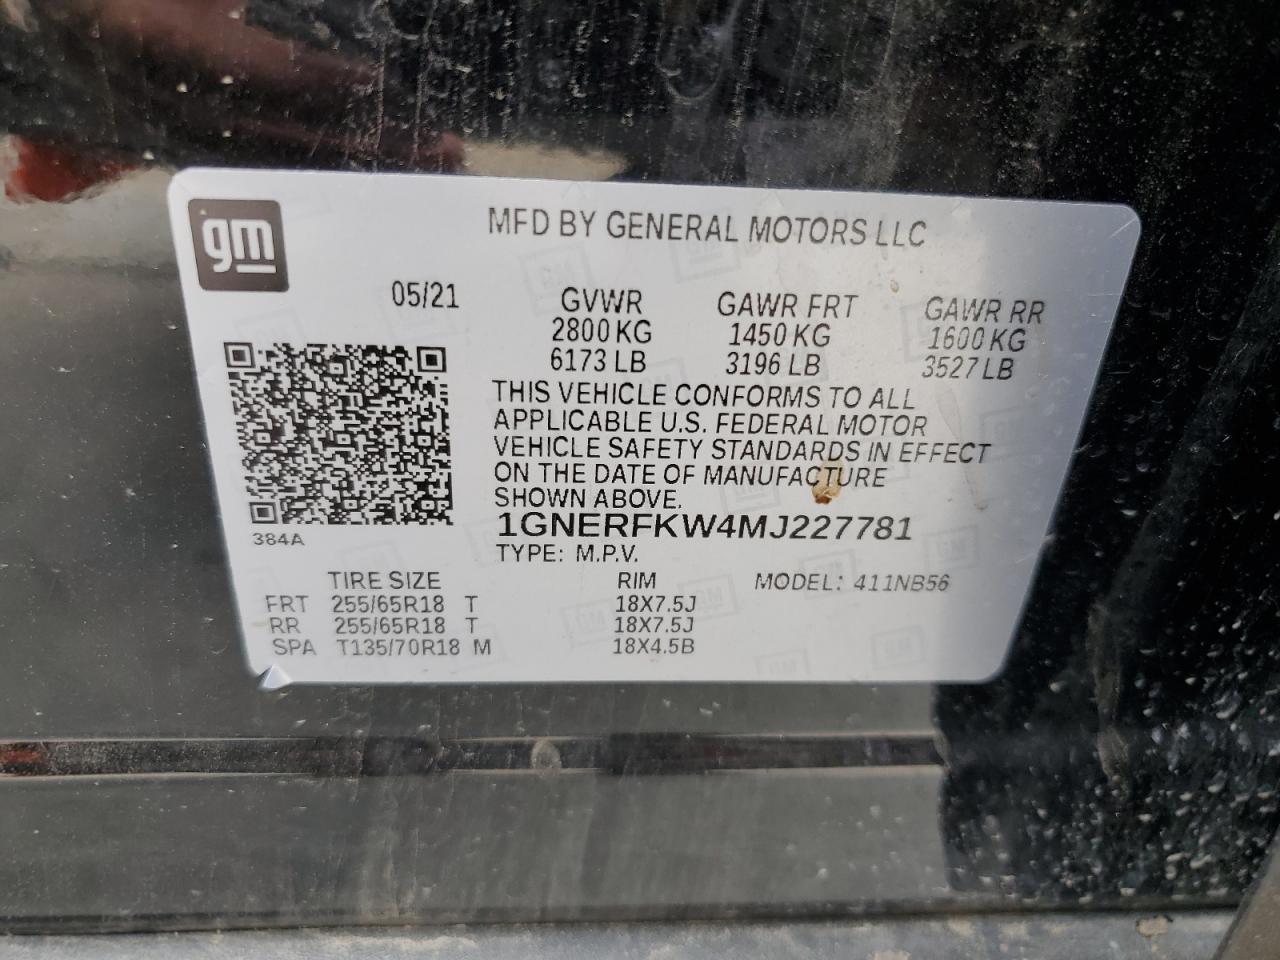 gm
MFD BY GENERAL MOTORS LLC
05/21
GVWR GAWR FRT GAWR RR
2800 KG 1450 KG 1600 KG
6173 LB 3196 LB 3527 LB
THIS VEHICLE CONFORMS TO ALL
APPLICABLE U.S. FEDERAL MOTOR
VEHICLE SAFETY STANDARDS IN EFFECT
ON THE DATE OF MANUFACTURE
SHOWN ABOVE.
1GNERFKW4MJ227781
384A
TYPE: M.P.V.
TIRE SIZE RIM MODEL: 411NB56
FRT 255/65R18 T 18X7.5J
RR 255/65R18 T 18X7.5J
SPA T135/70R18 M 18X4.5B